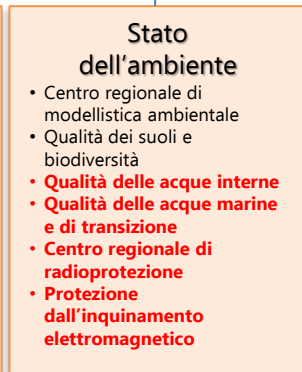 Stato
dell'ambiente
• Centro regionale di
modellistica ambientale
• Qualità dei suoli e
biodiversità
• Qualità delle acque interne
• Qualità delle acque marine
e di transizione
• Centro regionale di
radioprotezione
• Protezione
dall'inquinamento
elettromagnetico